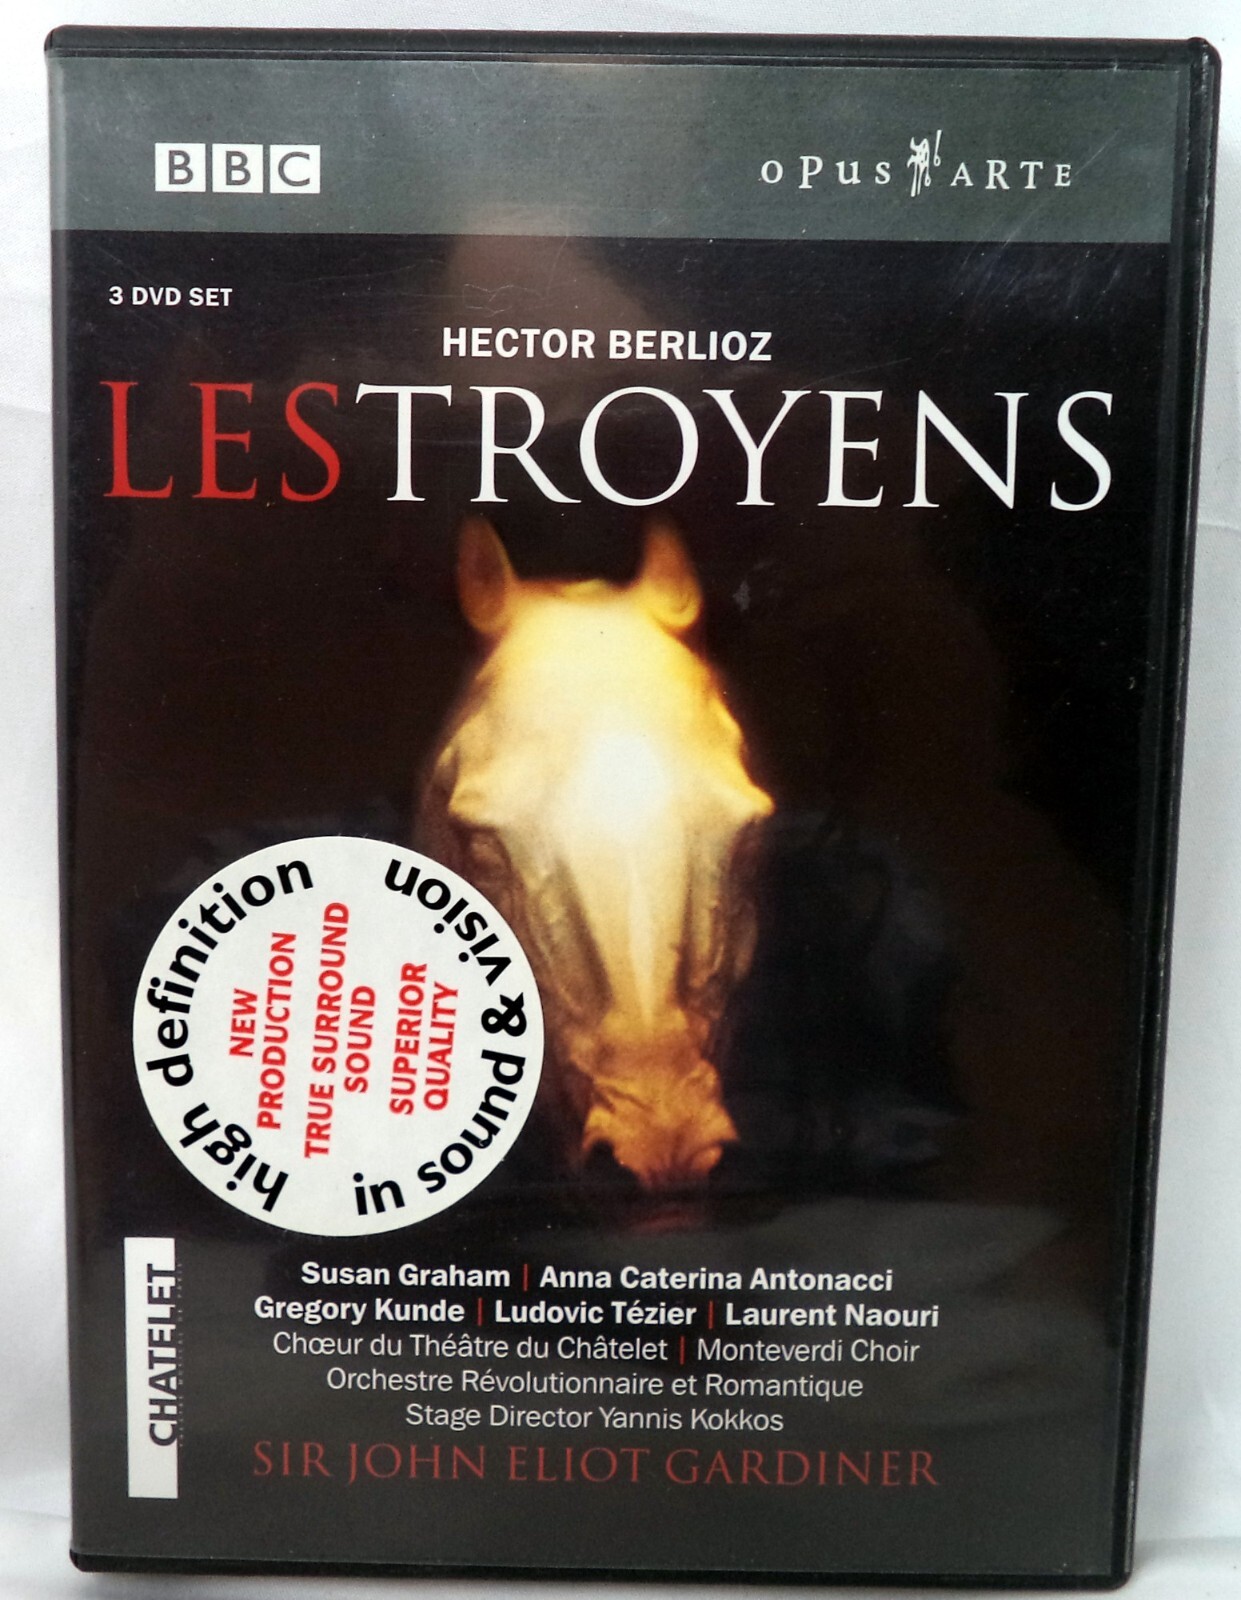 BBC
OPUS ARTE
3 DVD SET
HECTOR BERLIOZ
LES TROYENS
high definition
in sound & vision
NEW
PRODUCTION
TRUE SURROUND
SOUND
SUPERIOR
QUALITY
CHATELET
Susan Graham | Anna Caterina Antonacci
Gregory Kunde | Ludovic Tézier | Laurent Naouri
Chœur du Théâtre du Châtelet | Monteverdi Choir
Orchestre Révolutionnaire et Romantique
Stage Director Yannis Kokkos
SIR JOHN ELIOT GARDINER